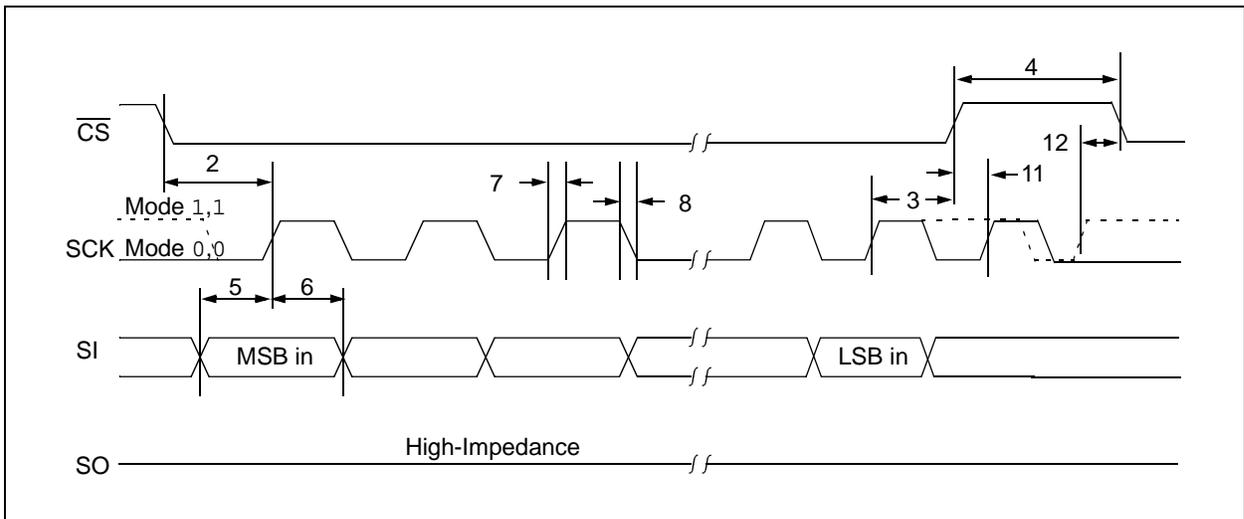 4
CS
12
2
11
7
3
8
Mode 1,1
SCK Mode 0,0
5
6
SI
MSB in
LSB in
High-Impedance
SO